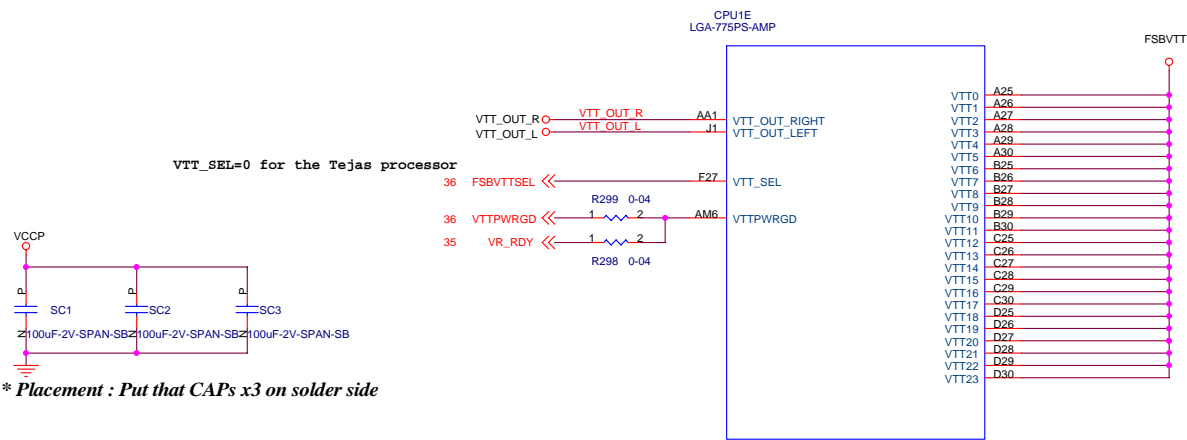 CPU1E
LGA-775PS-AMP
FSBVTT
VTT_OUT_R VTT_OUT_R AA1 VTT_OUT_RIGHT
VTT_OUT_L VTT_OUT_L J1 VTT_OUT_LEFT
VTT_SEL=0 for the Tejas processor
36 FSBVTTSEL F27 VTT_SEL
R299 0-04
36 VTTPWRGD 1 2 AM6 VTTPWRGD
35 VR_RDY 1 2
R298 0-04
VTT0 A25
VTT1 A26
VTT2 A27
VTT3 A28
VTT4 A29
VTT5 A30
VTT6 B25
VTT7 B26
VTT8 B27
VTT9 B28
VTT10 B29
VTT11 B30
VTT12 C25
VTT13 C26
VTT14 C27
VTT15 C28
VTT16 C29
VTT17 C30
VTT18 D25
VTT19 D26
VTT20 D27
VTT21 D28
VTT22 D29
VTT23 D30
VCCP
P P P
SC1 SC2 SC3
N 100uF-2V-SPAN-SB N 100uF-2V-SPAN-SB N 100uF-2V-SPAN-SB
* Placement : Put that CAPs x3 on solder side